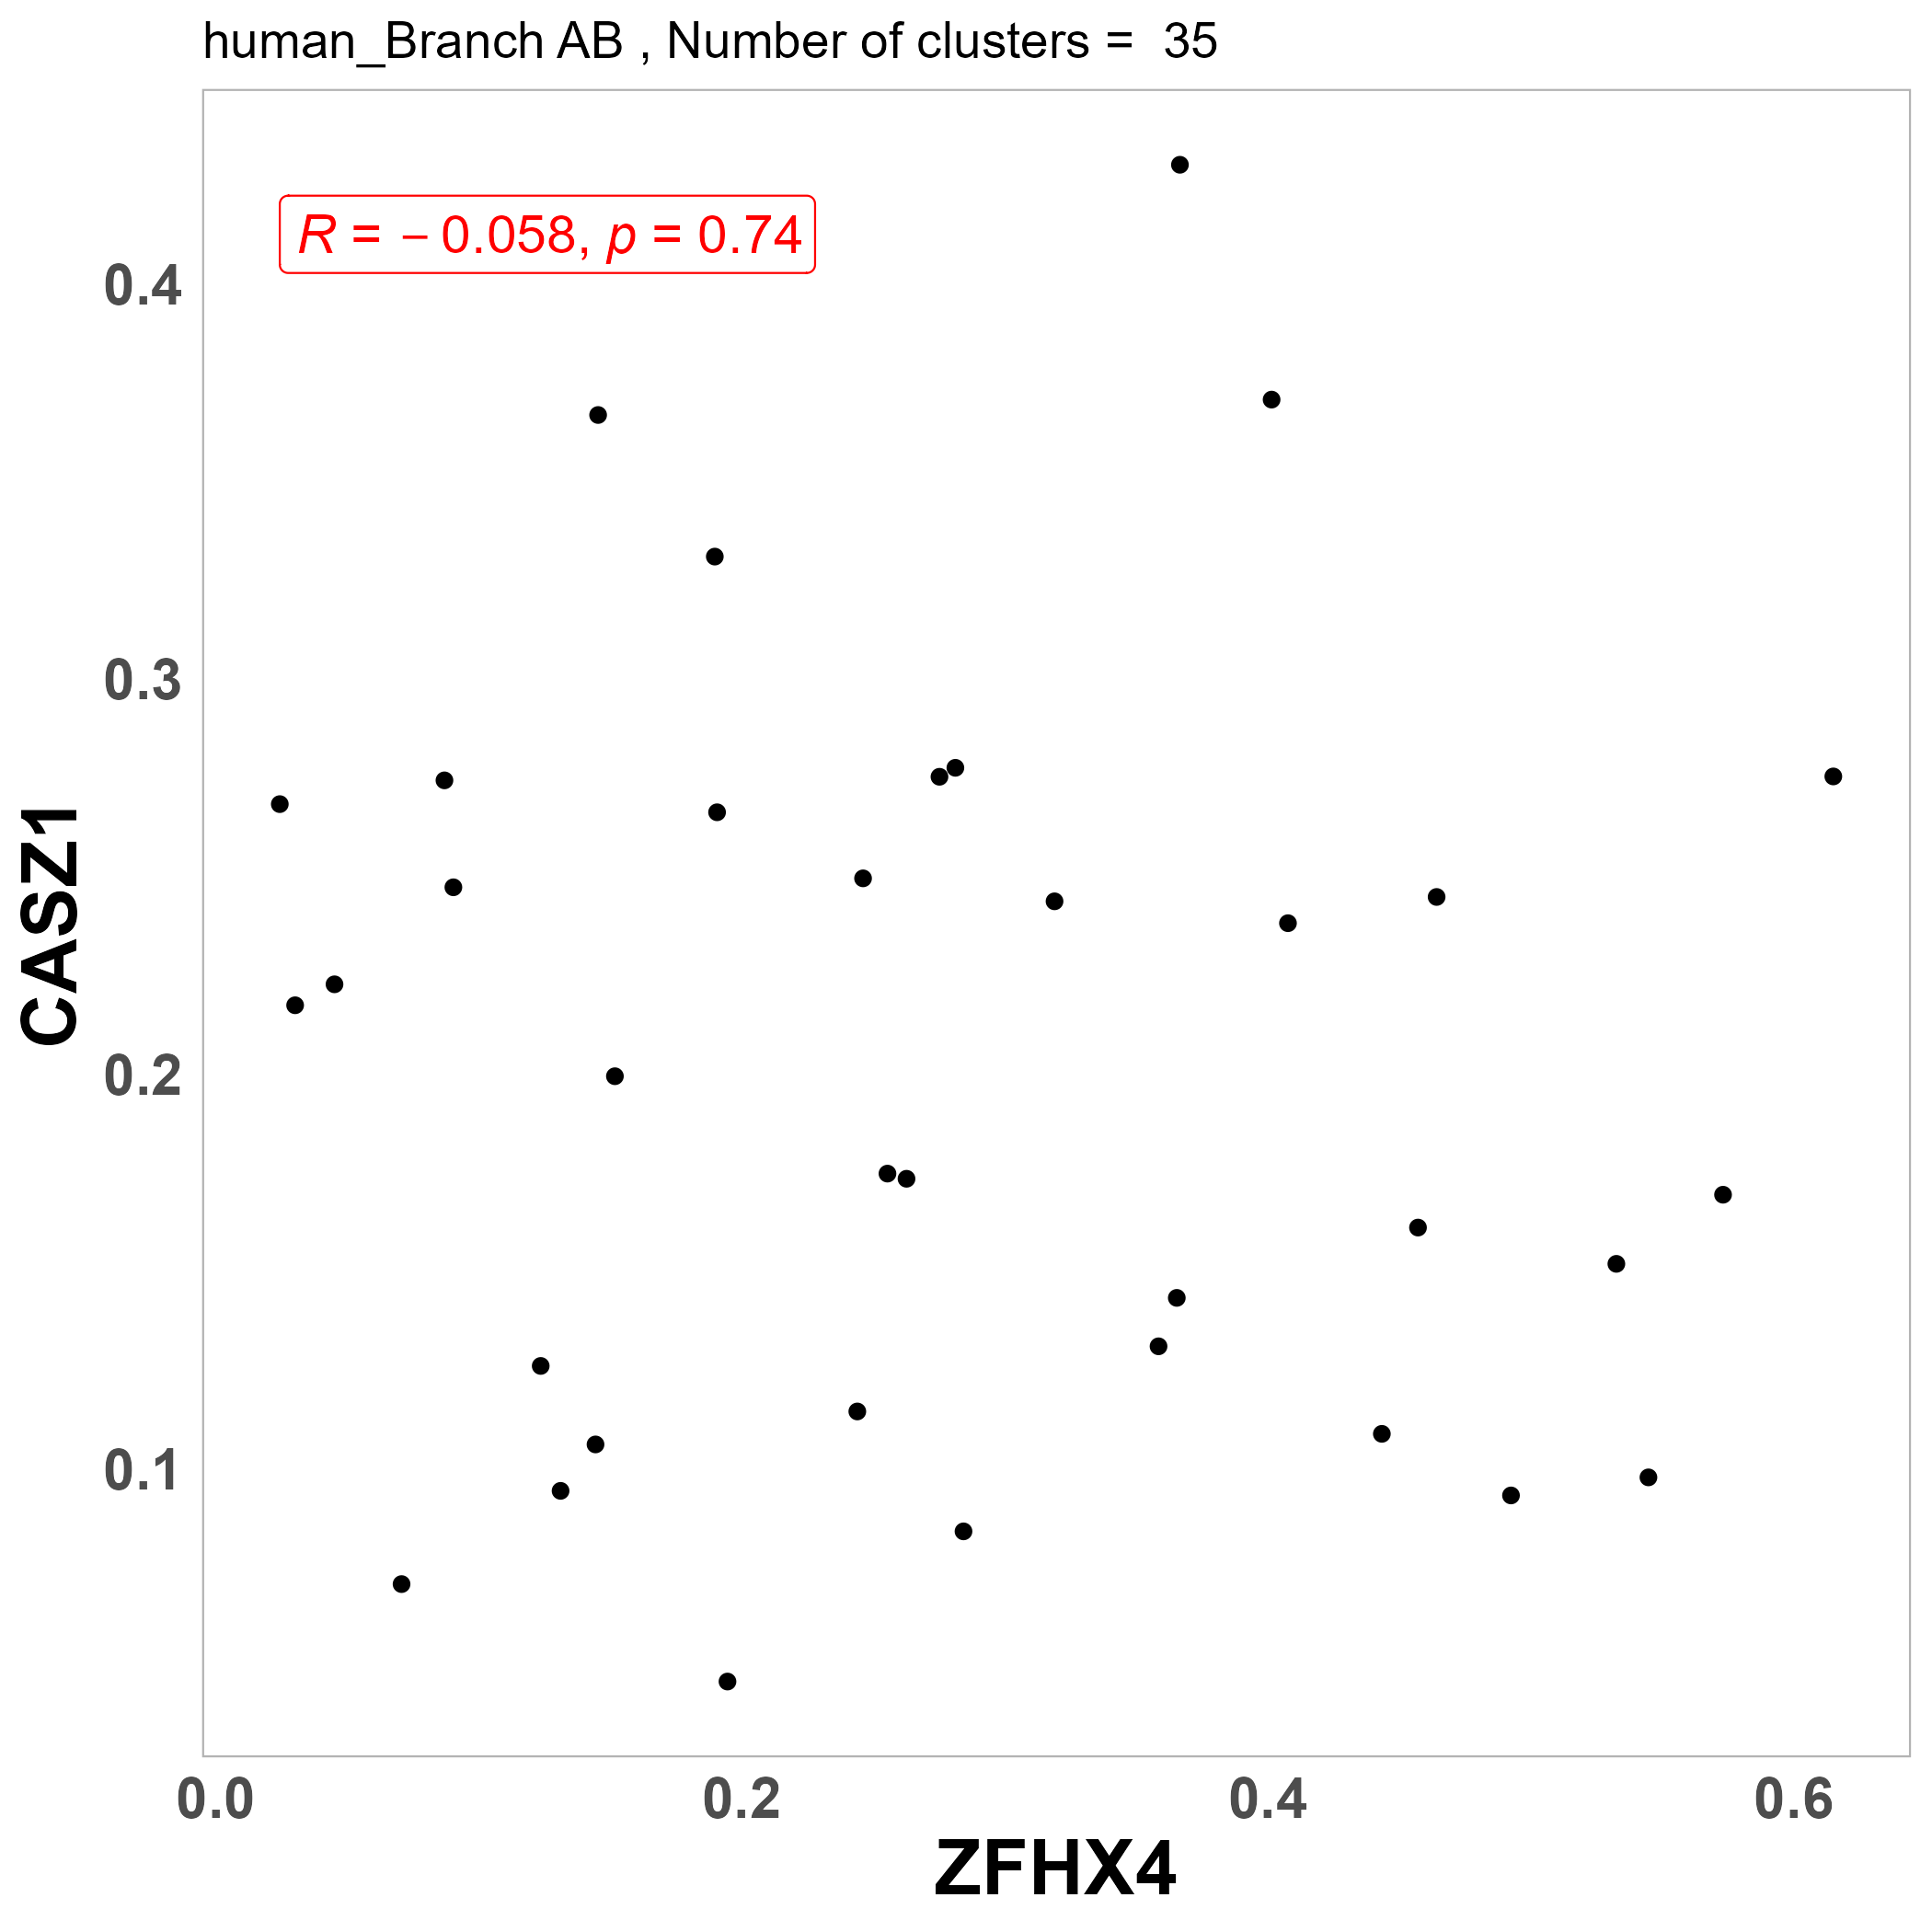 human_Branch AB , Number of clusters =  35
R = − 0.058, p = 0.74
0.4
0.3
0.2
0.1
CASZ1
0.0 0.2 0.4 0.6
ZFHX4